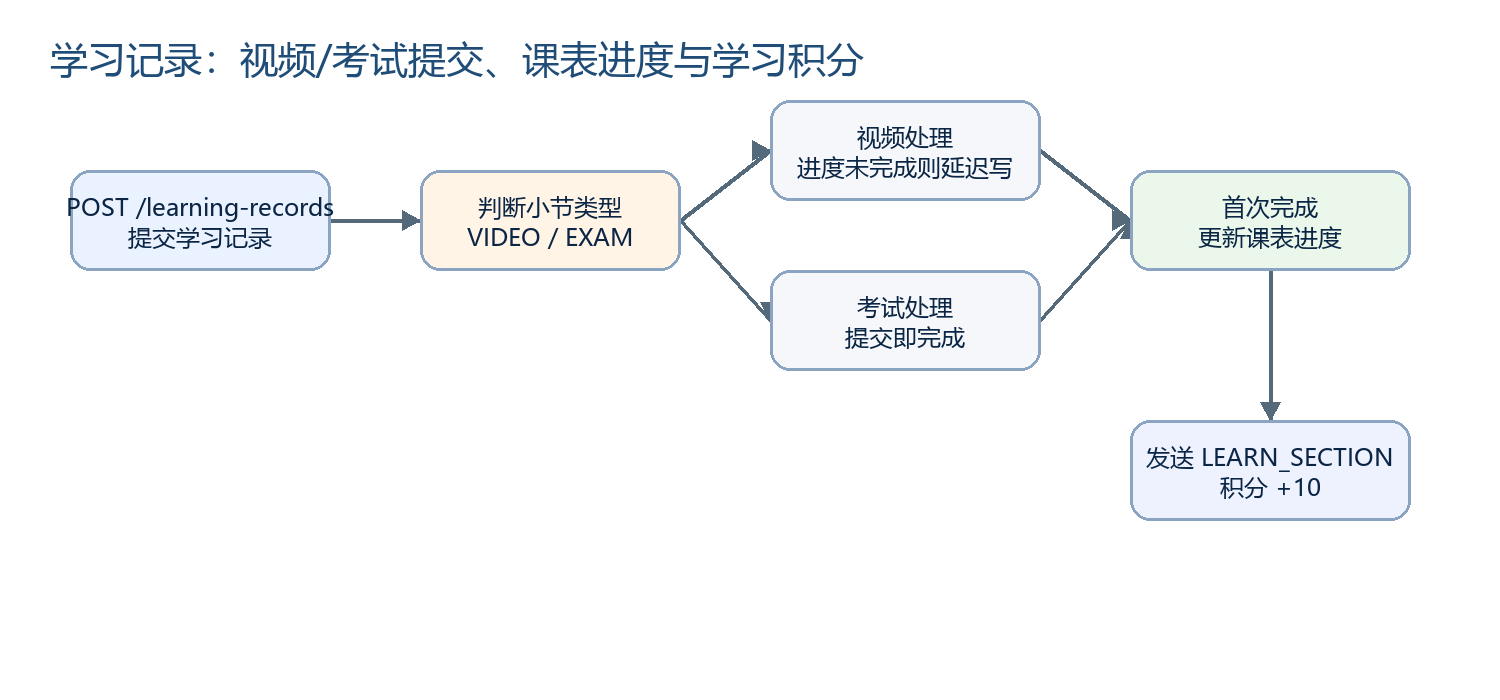 学习记录：视频/考试提交、课表进度与学习积分
POST /learning-records
提交学习记录
判断小节类型
VIDEO / EXAM
视频处理
进度未完成则延迟写
考试处理
提交即完成
首次完成
更新课表进度
发送 LEARN_SECTION
积分 +10